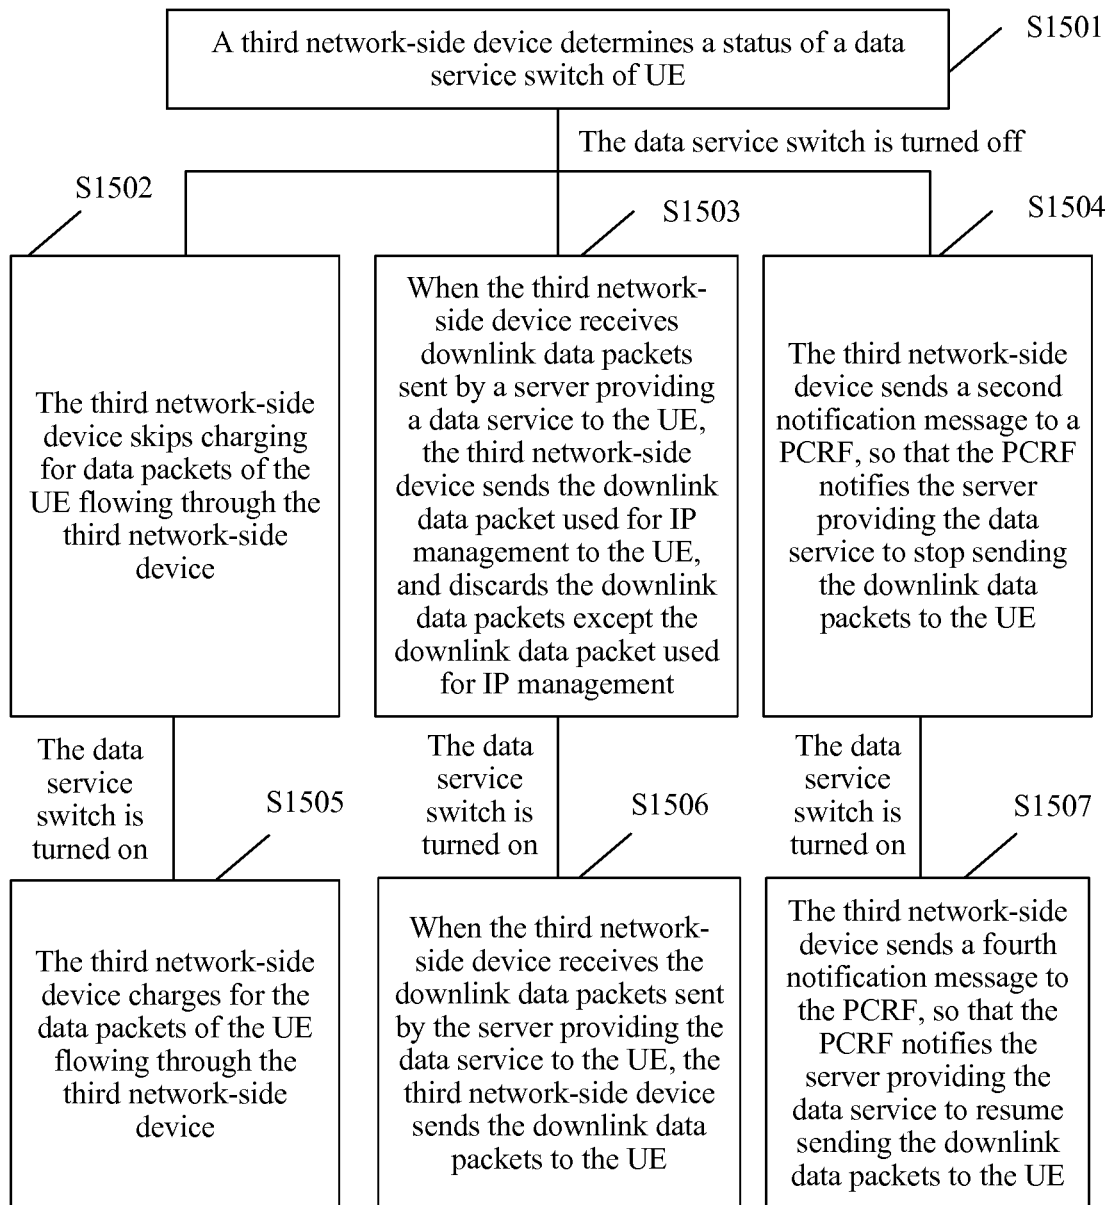 A third network-side device determines a status of a data
service switch of UE
S1501
The data service switch is turned off
S1502
The third network-side
device skips charging
for data packets of the
UE flowing through the
third network-side
device
S1503
When the third network-
side device receives
downlink data packets
sent by a server providing
a data service to the UE,
the third network-side
device sends the downlink
data packet used for IP
management to the UE,
and discards the downlink
data packets except the
downlink data packet used
for IP management
S1504
The third network-side
device sends a second
notification message to a
PCRF, so that the PCRF
notifies the server
providing the data
service to stop sending
the downlink data
packets to the UE
The data
service
switch is
turned on
S1505
The third network-side
device charges for the
data packets of the UE
flowing through the
third network-side
device
The data
service
switch is
turned on
S1506
When the third network-
side device receives the
downlink data packets sent
by the server providing the
data service to the UE, the
third network-side device
sends the downlink data
packets to the UE
The data
service
switch is
turned on
S1507
The third network-side
device sends a fourth
notification message to
the PCRF, so that the
PCRF notifies the
server providing the
data service to resume
sending the downlink
data packets to the UE